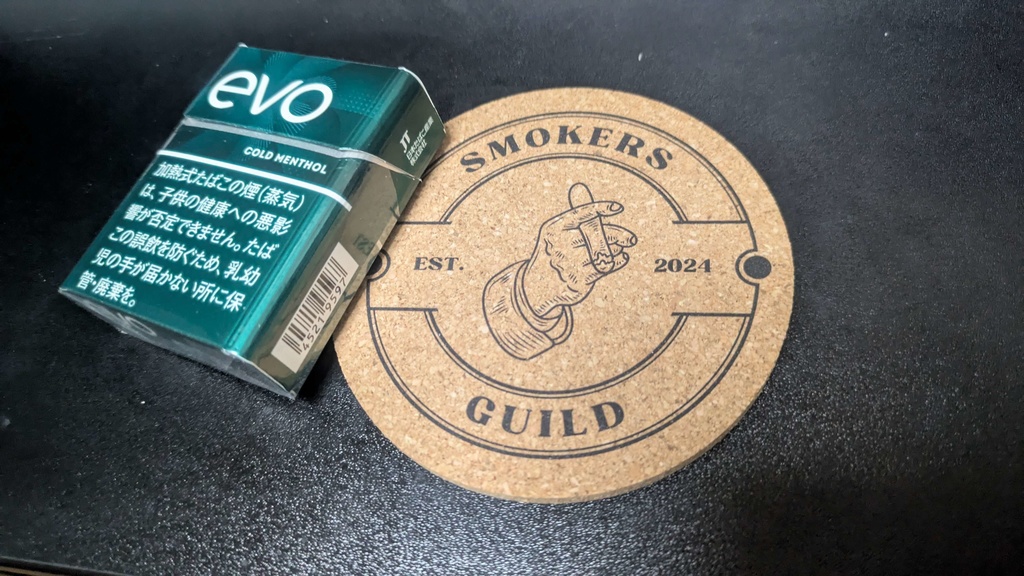 evo
COLD MENTHOL
加熱式たばこの煙(蒸気)
は、子供の健康への悪影
響が否定できません。たば
この誤飲を防ぐため、乳幼
児の手が届かない所に保
管・廃棄を。
JT
SMOKERS
EST. 2024
GUILD